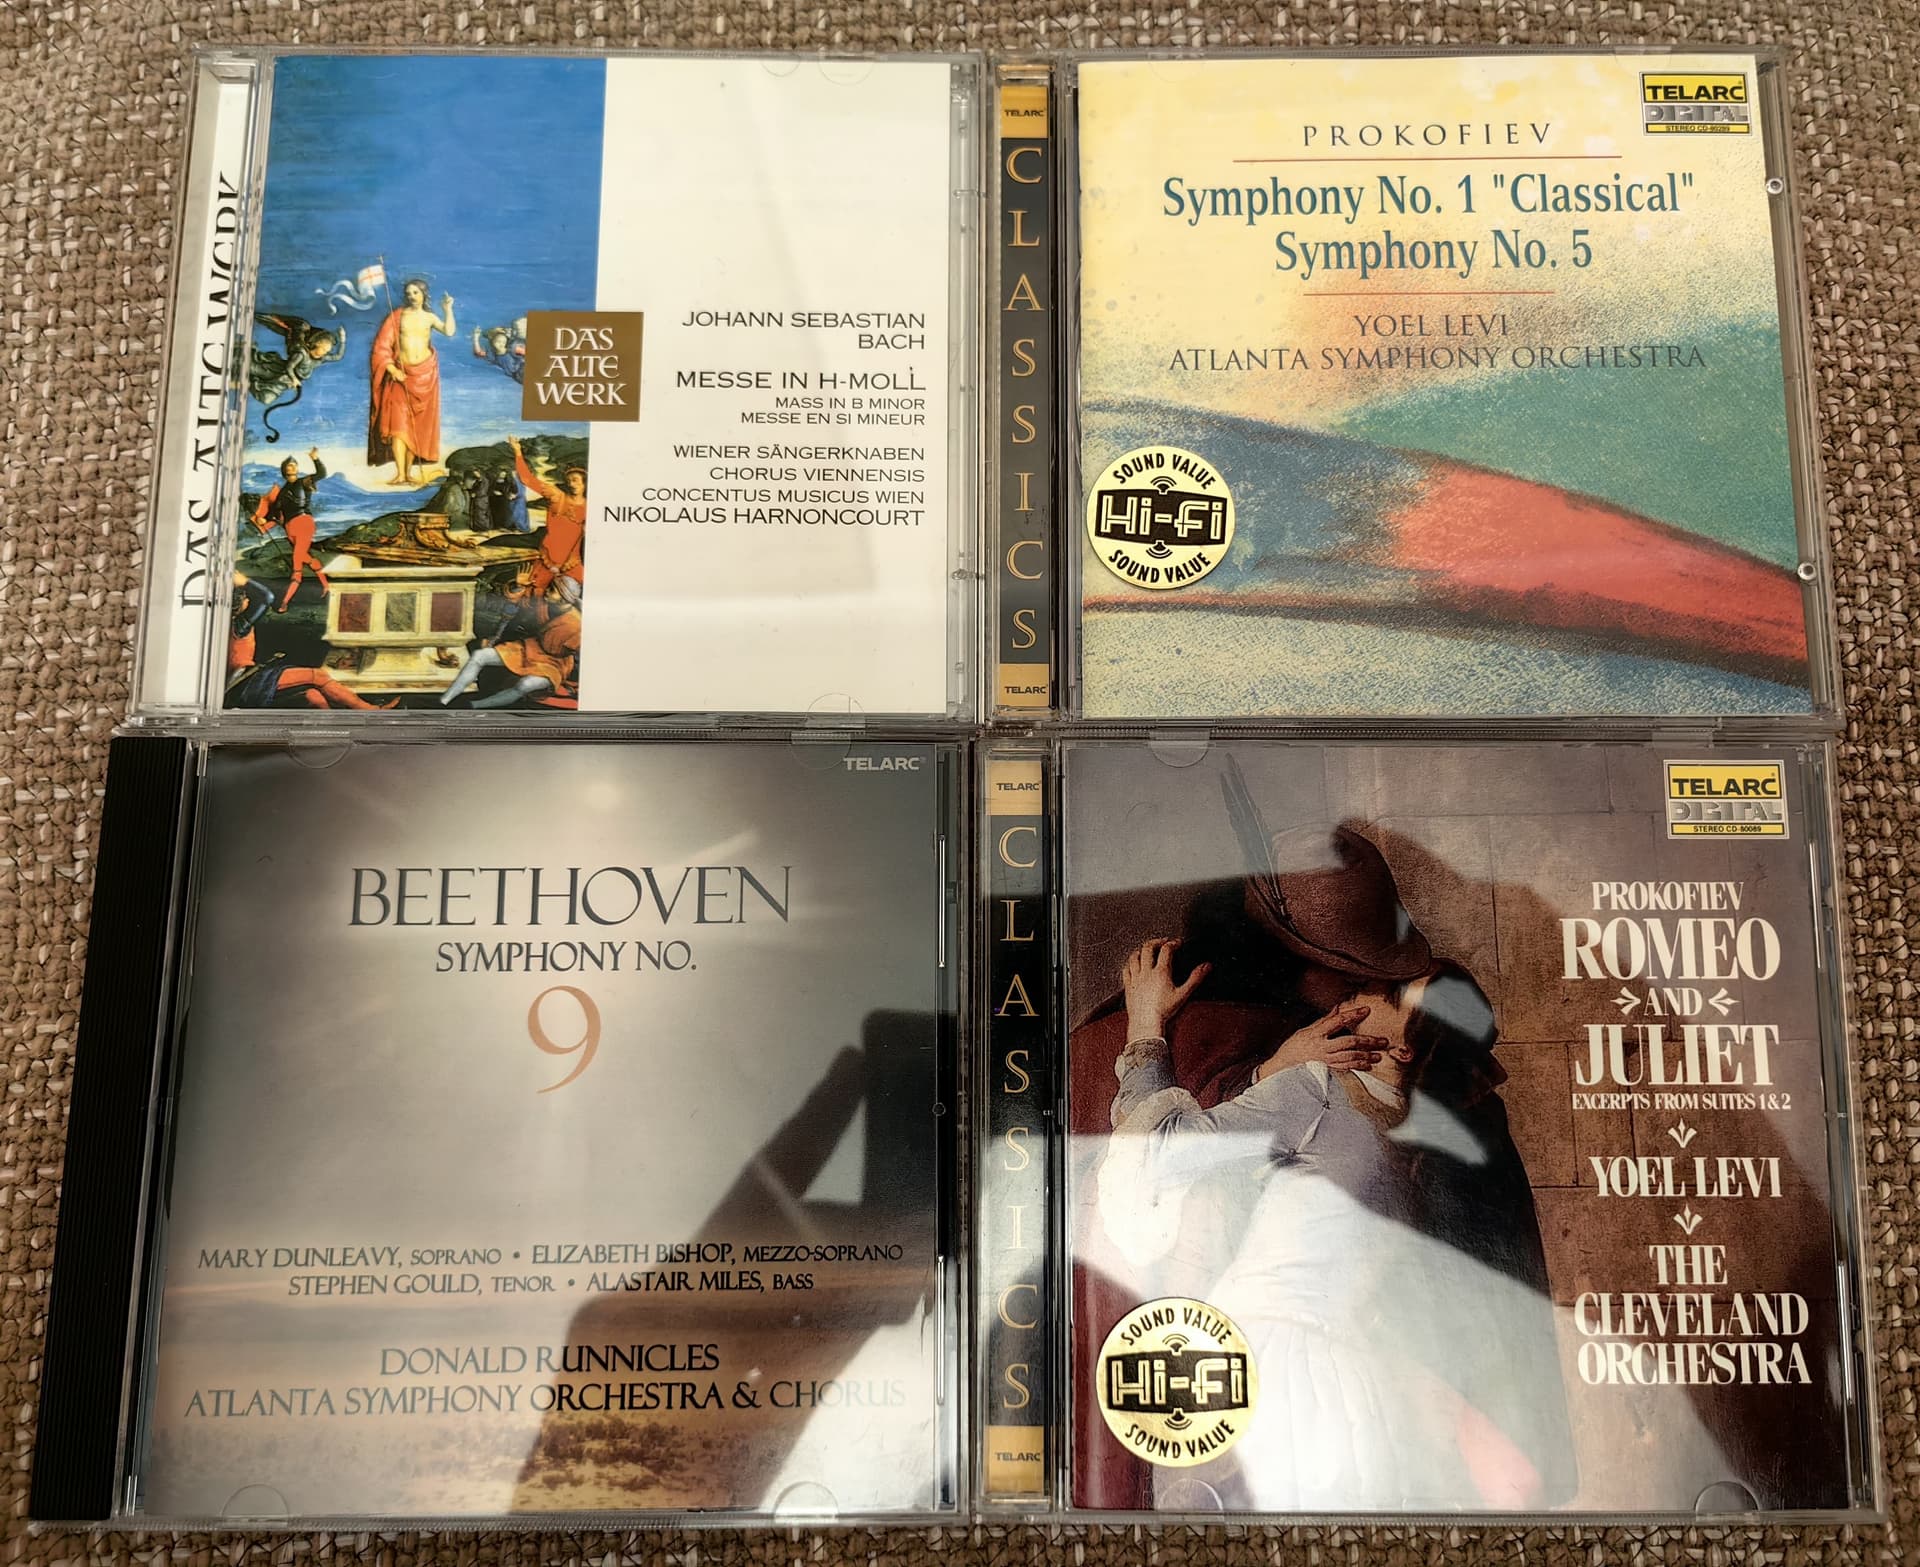 DAS ALTE WERK
DAS
ALTE
WERK
JOHANN SEBASTIAN
BACH
MESSE IN H-MOLL
MASS IN B MINOR
MESSE EN SI MINEUR
WIENER SÄNGERKNABEN
CHORUS VIENNENSIS
CONCENTUS MUSICUS WIEN
NIKOLAUS HARNONCOURT
TELARC
CLASSICS
TELARC
TELARC
DIGITAL
STEREO CD-80289
PROKOFIEV
Symphony No. 1 "Classical"
Symphony No. 5
YOEL LEVI
ATLANTA SYMPHONY ORCHESTRA
SOUND VALUE
Hi-Fi
SOUND VALUE
TELARC
BEETHOVEN
SYMPHONY NO.
9
MARY DUNLEAVY, SOPRANO • ELIZABETH BISHOP, MEZZO-SOPRANO
STEPHEN GOULD, TENOR • ALASTAIR MILES, BASS
DONALD RUNNICLES
ATLANTA SYMPHONY ORCHESTRA & CHORUS
TELARC
CLASSICS
TELARC
TELARC
DIGITAL
STEREO CD-80089
PROKOFIEV
ROMEO
AND
JULIET
EXCERPTS FROM SUITES 1 & 2
YOEL LEVI
THE
CLEVELAND
ORCHESTRA
SOUND VALUE
Hi-Fi
SOUND VALUE